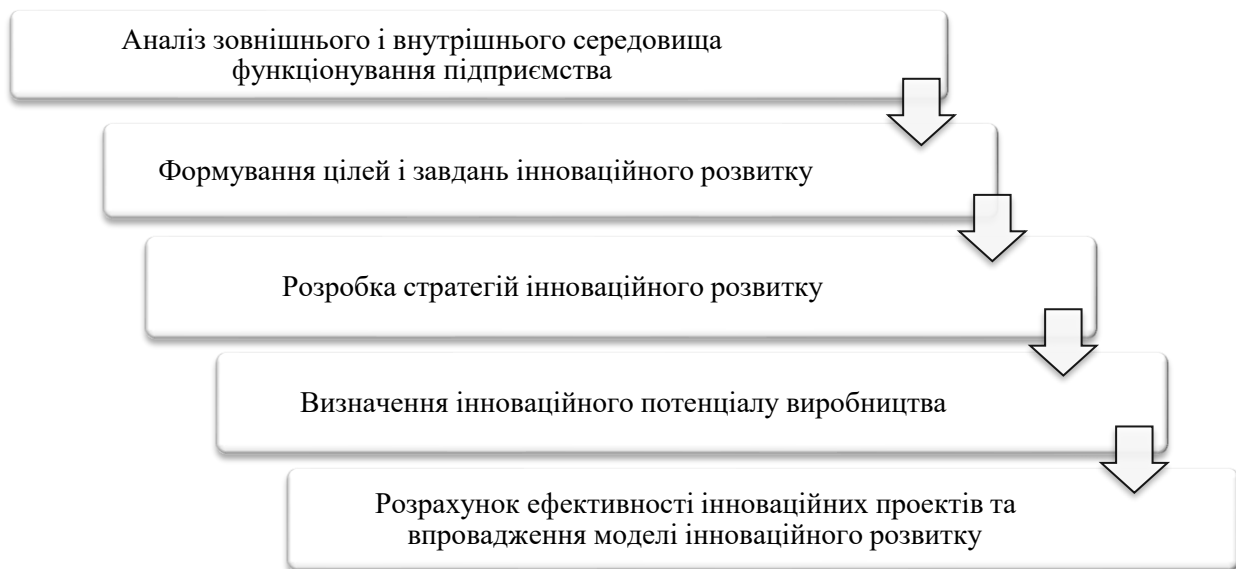 Аналіз зовнішнього і внутрішнього середовища
функціонування підприємства
Формування цілей і завдань інноваційного розвитку
Розробка стратегій інноваційного розвитку
Визначення інноваційного потенціалу виробництва
Розрахунок ефективності інноваційних проектів та
впровадження моделі інноваційного розвитку